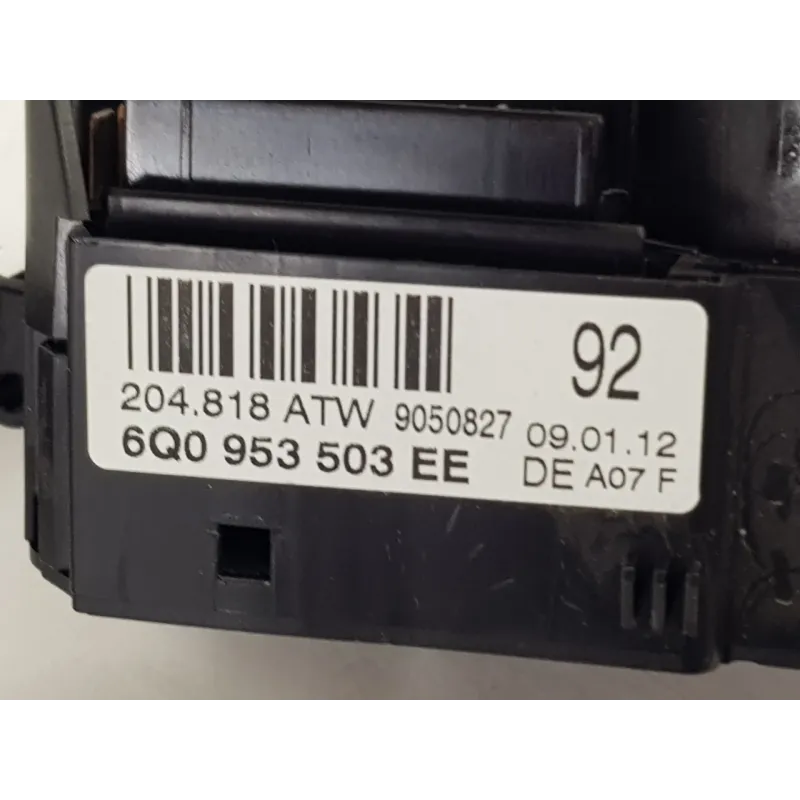 92
204.818 ATW 9050827 09.01.12
6Q0 953 503 EE DE A07 F